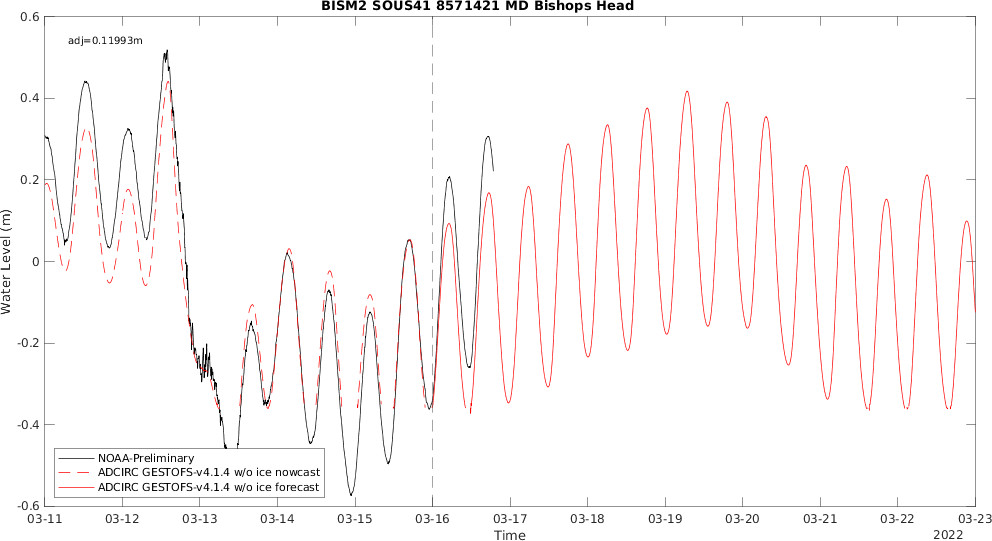 BISM2 SOUS41 8571421 MD Bishops Head
adj=0.11993m
0.6
0.4
0.2
0
-0.2
-0.4
-0.6
Water Level (m)
NOAA-Preliminary
ADCIRC GESTOFS-v4.1.4 w/o ice nowcast
ADCIRC GESTOFS-v4.1.4 w/o ice forecast
03-11 03-12 03-13 03-14 03-15 03-16 03-17 03-18 03-19 03-20 03-21 03-22 03-23
Time
2022